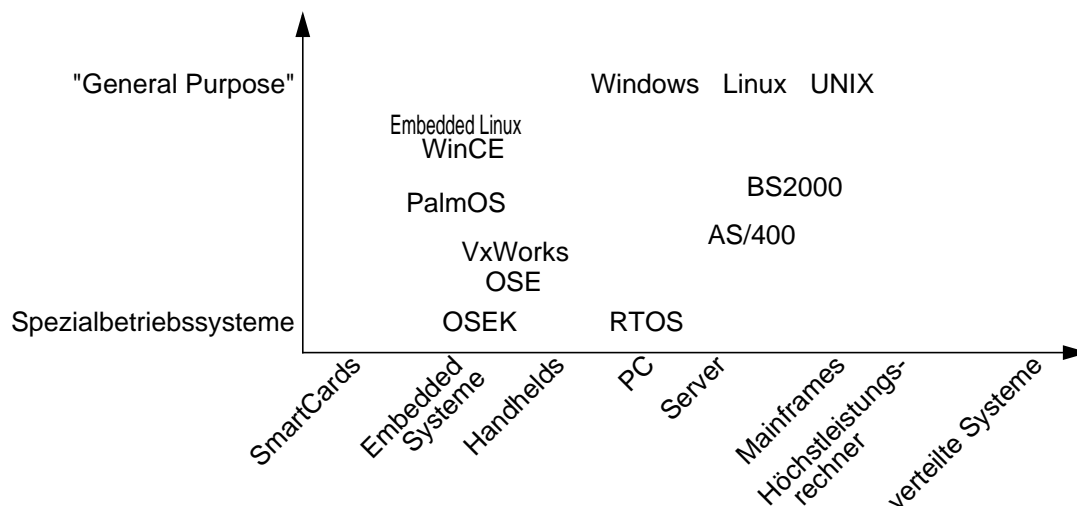 "General Purpose"
Windows Linux UNIX
Embedded Linux
WinCE
BS2000
PalmOS
AS/400
VxWorks
OSE
Spezialbetriebssysteme
OSEK
RTOS
SmartCards
Embedded
Systeme
Handhelds
PC
Server
Mainframes
Höchstleistungs-
rechner
verteilte Systeme